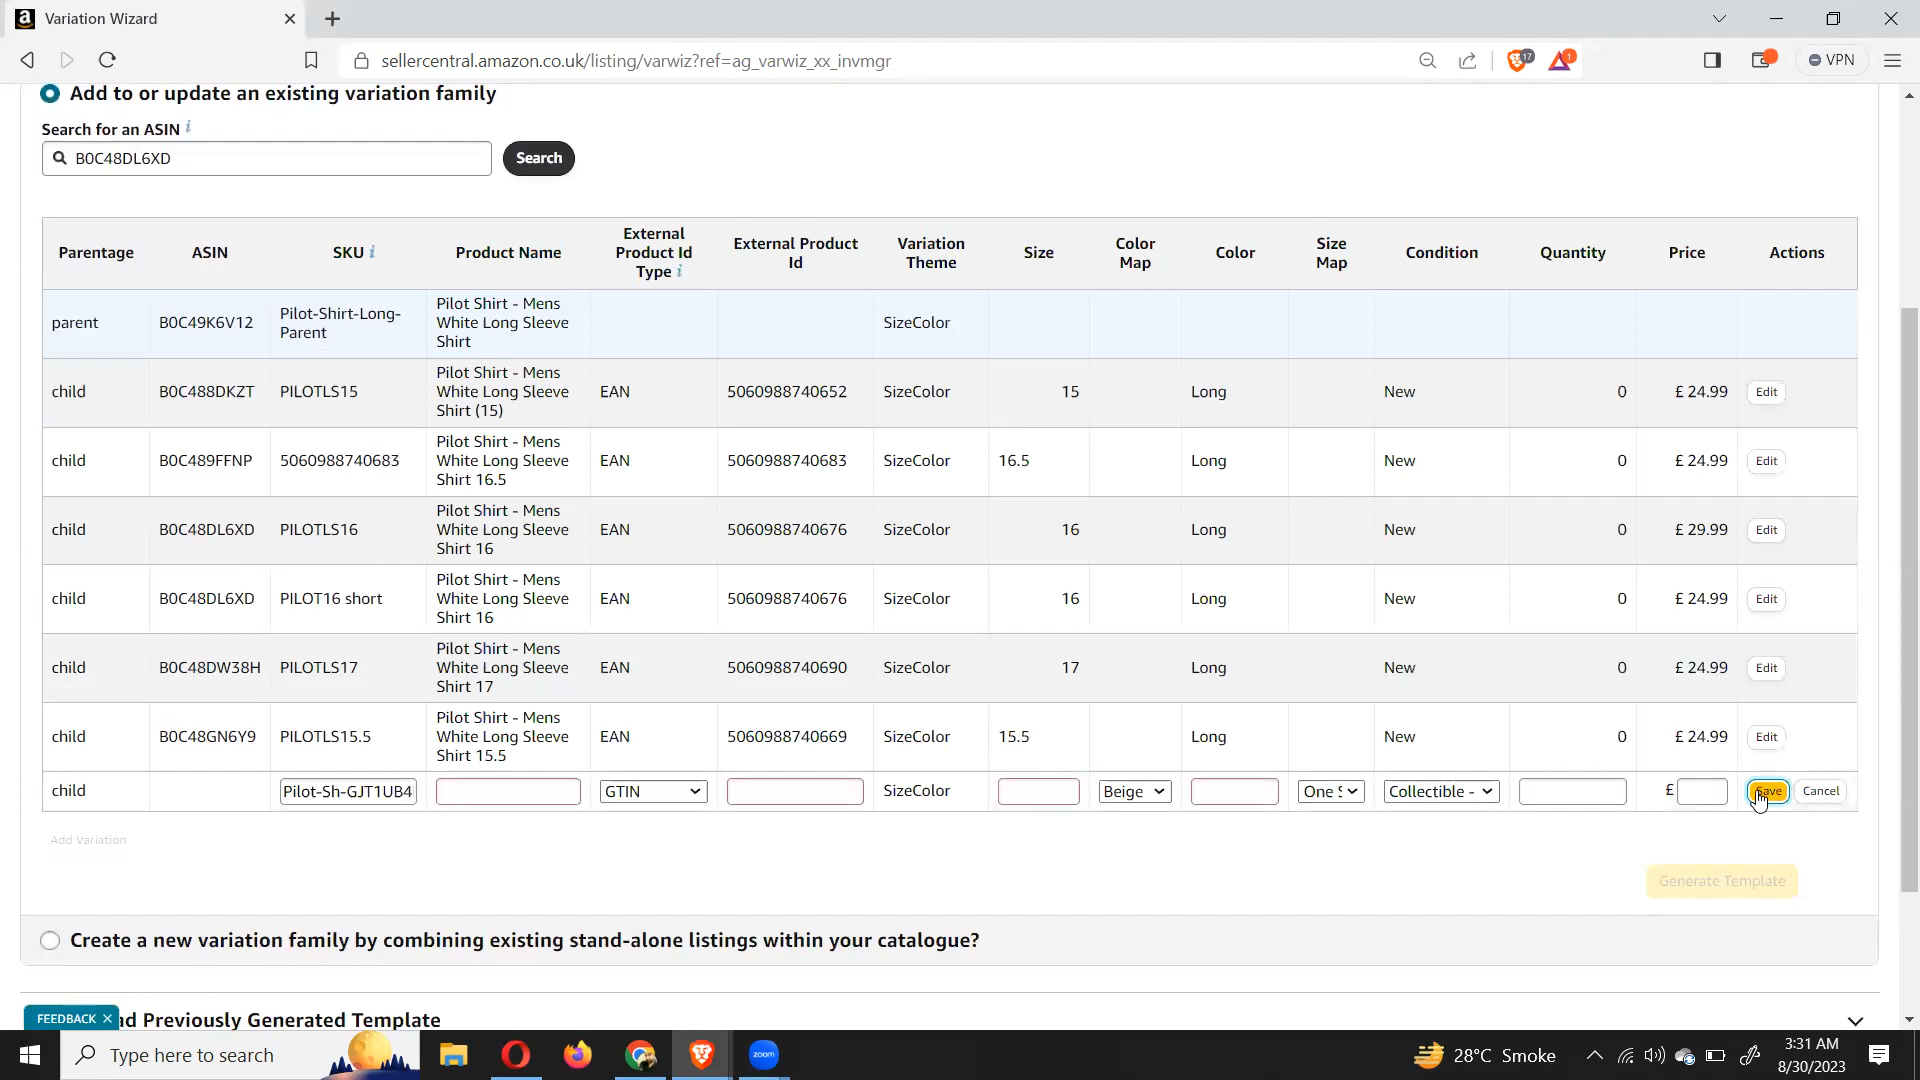 Variation Wizard
sellercentral.amazon.co.uk/listing/varwiz?ref=ag_varwiz_xx_invmgr
17
1
VPN
Add to or update an existing variation family
Search for an ASIN i
B0C48DL6XD
Search
Parentage ASIN SKU i Product Name External Product Id Type i External Product Id Variation Theme Size Color Map Color Size Map Condition Quantity Price Actions
parent B0C49K6V12 Pilot-Shirt-Long-Parent Pilot Shirt - Mens White Long Sleeve Shirt SizeColor
child B0C488DKZT PILOTLS15 Pilot Shirt - Mens White Long Sleeve Shirt (15) EAN 5060988740652 SizeColor 15 Long New 0 £ 24.99 Edit
child B0C489FFNP 5060988740683 Pilot Shirt - Mens White Long Sleeve Shirt 16.5 EAN 5060988740683 SizeColor 16.5 Long New 0 £ 24.99 Edit
child B0C48DL6XD PILOTLS16 Pilot Shirt - Mens White Long Sleeve Shirt 16 EAN 5060988740676 SizeColor 16 Long New 0 £ 29.99 Edit
child B0C48DL6XD PILOT16 short Pilot Shirt - Mens White Long Sleeve Shirt 16 EAN 5060988740676 SizeColor 16 Long New 0 £ 24.99 Edit
child B0C48DW38H PILOTLS17 Pilot Shirt - Mens White Long Sleeve Shirt 17 EAN 5060988740690 SizeColor 17 Long New 0 £ 24.99 Edit
child B0C48GN6Y9 PILOTLS15.5 Pilot Shirt - Mens White Long Sleeve Shirt 15.5 EAN 5060988740669 SizeColor 15.5 Long New 0 £ 24.99 Edit
child Pilot-Sh-GJT1UB4 GTIN SizeColor Beige One S Collectible - £ Save Cancel
Add Variation
Generate Template
Create a new variation family by combining existing stand-alone listings within your catalogue?
FEEDBACK
ad Previously Generated Template
Type here to search
zoom
28°C Smoke
3:31 AM
8/30/2023